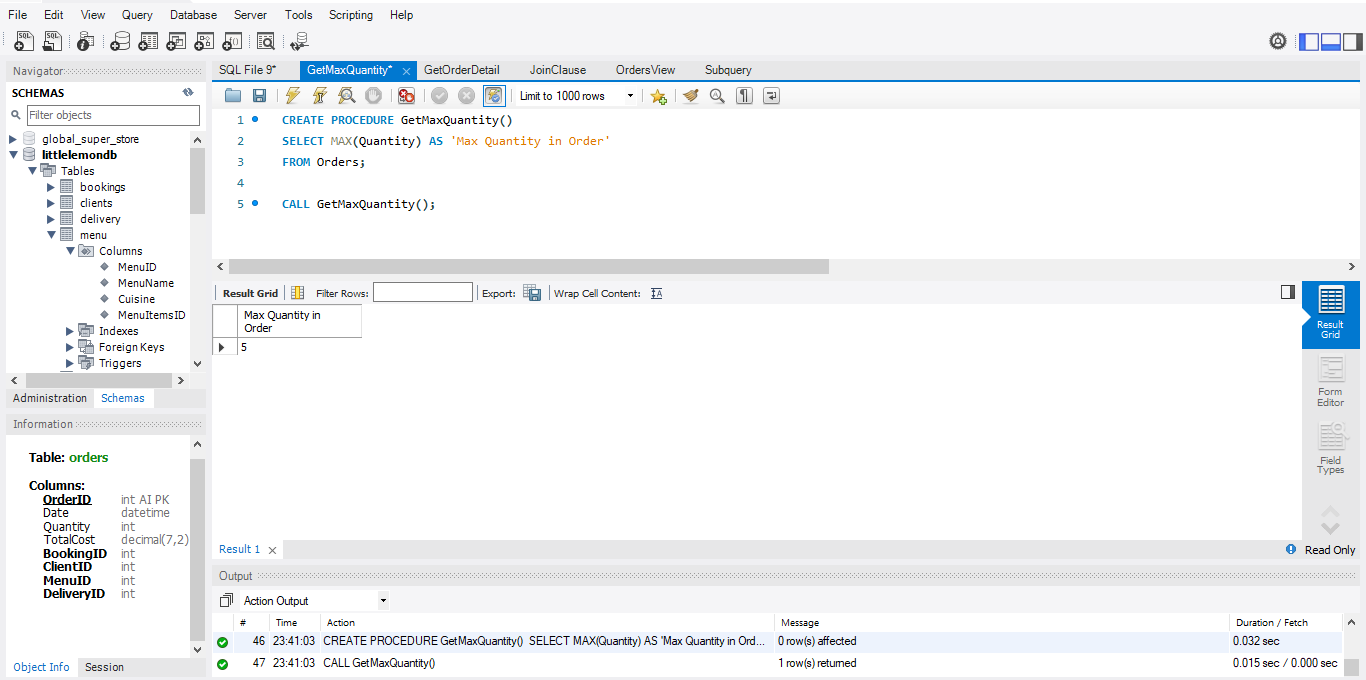 File Edit View Query Database Server Tools Scripting Help
Navigator
SCHEMAS
Filter objects
global_super_store
littlelemondb
Tables
bookings
clients
delivery
menu
Columns
MenuID
MenuName
Cuisine
MenuItemsID
Indexes
Foreign Keys
Triggers
Administration Schemas
Information
Table: orders
Columns:
OrderID int AI PK
Date datetime
Quantity int
TotalCost decimal(7,2)
BookingID int
ClientID int
MenuID int
DeliveryID int
Object Info Session
SQL File 9* GetMaxQuantity* GetOrderDetail JoinClause OrdersView Subquery
Limit to 1000 rows
1 CREATE PROCEDURE GetMaxQuantity()
2 SELECT MAX(Quantity) AS 'Max Quantity in Order'
3 FROM Orders;
4
5 CALL GetMaxQuantity();
Result Grid Filter Rows: Export: Wrap Cell Content:
Max Quantity in
Order
5
Result
Grid
Form
Editor
Field
Types
Result 1 Read Only
Output
Action Output
# Time Action Message Duration / Fetch
46 23:41:03 CREATE PROCEDURE GetMaxQuantity() SELECT MAX(Quantity) AS 'Max Quantity in Ord... 0 row(s) affected 0.032 sec
47 23:41:03 CALL GetMaxQuantity() 1 row(s) returned 0.015 sec / 0.000 sec